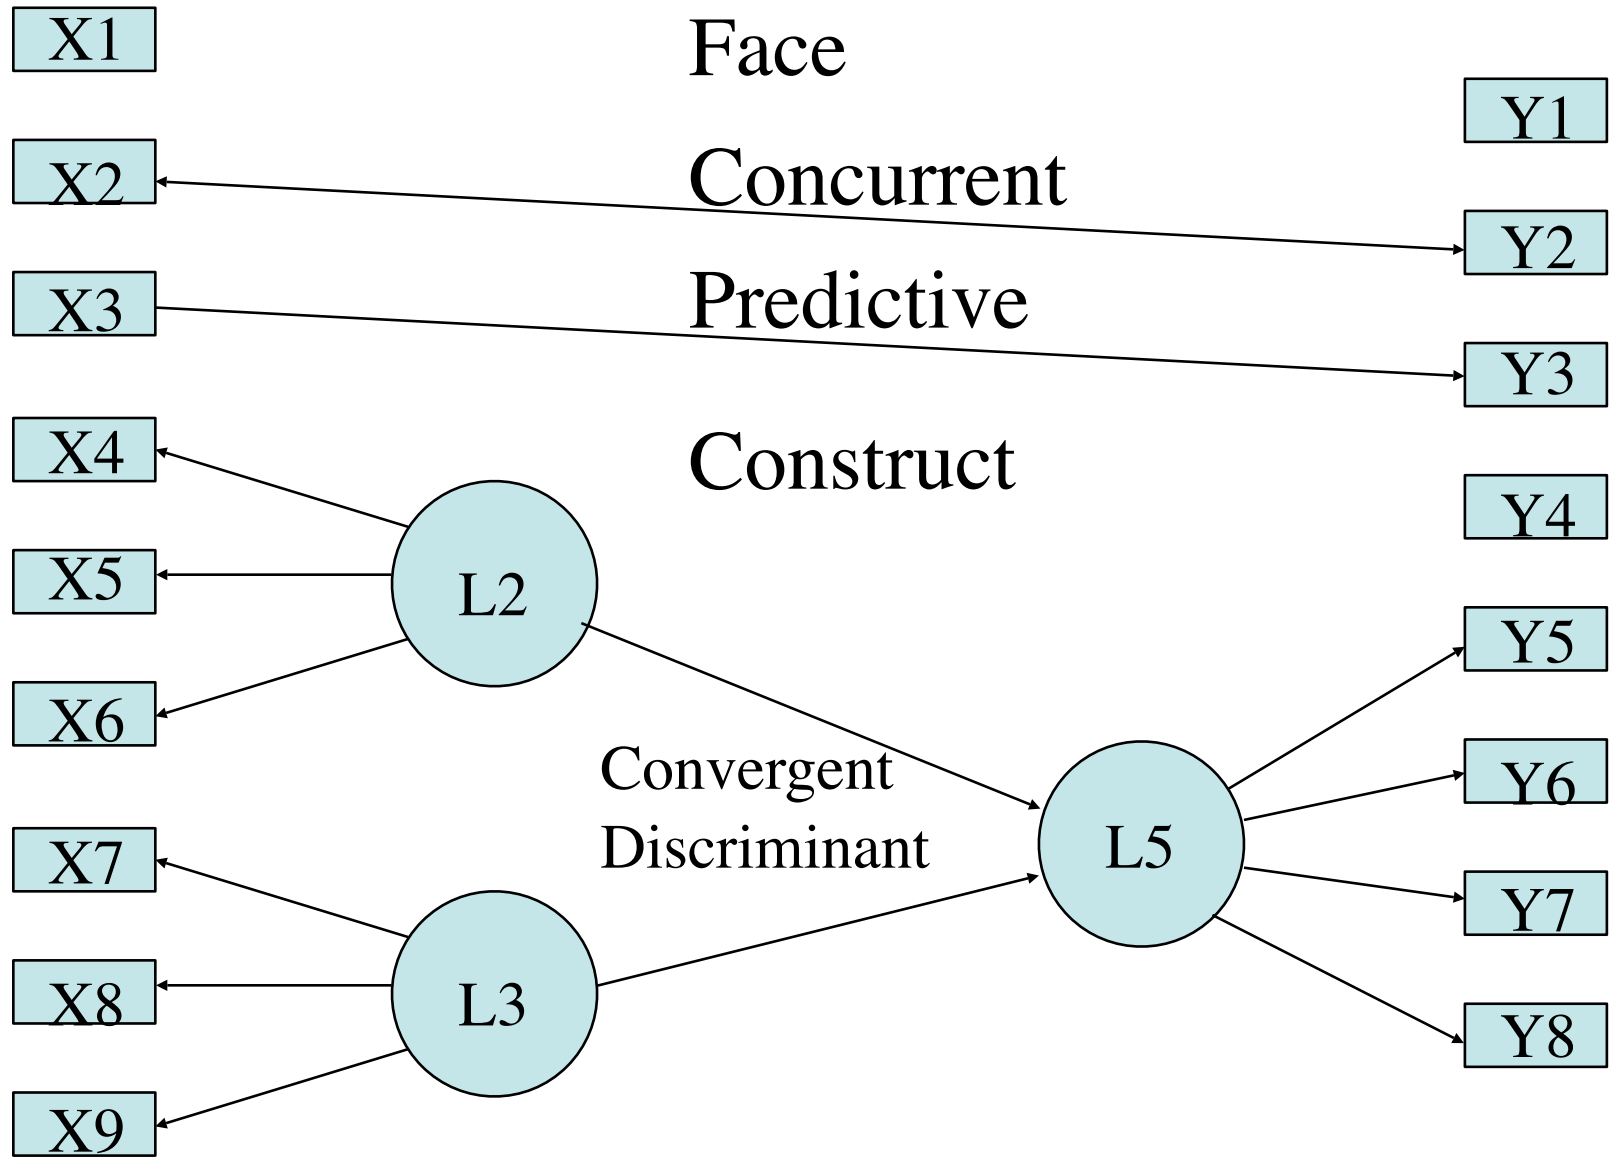 X1
Face
Y1
X2
Concurrent
Y2
X3
Predictive
Y3
X4
Construct
Y4
X5
L2
Y5
X6
Convergent
Y6
X7
Discriminant
L5
Y7
X8
L3
Y8
X9